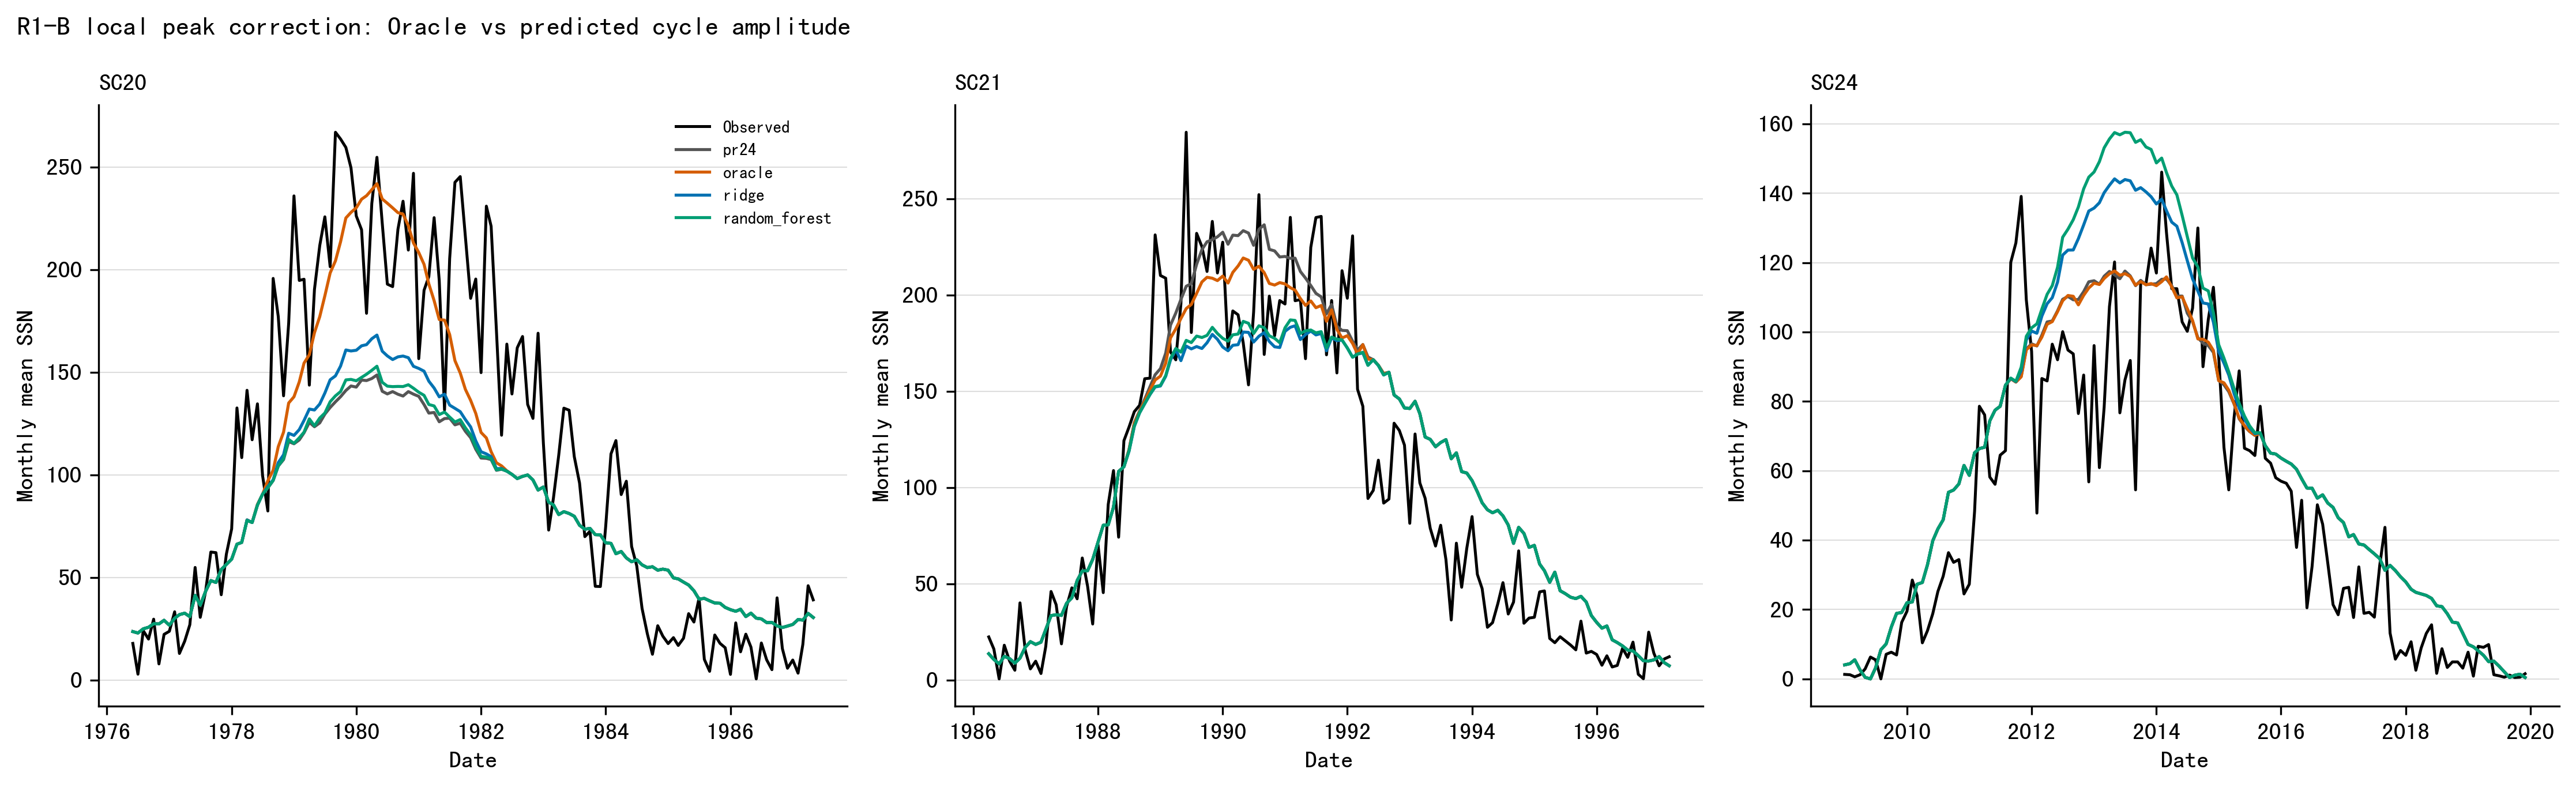 R1-B local peak correction: Oracle vs predicted cycle amplitude
SC20
Monthly mean SSN
250
200
150
100
50
0
1976 1978 1980 1982 1984 1986
Date
Observed
pr24
oracle
ridge
random_forest
SC21
Monthly mean SSN
250
200
150
100
50
0
1986 1988 1990 1992 1994 1996
Date
SC24
Monthly mean SSN
160
140
120
100
80
60
40
20
0
2010 2012 2014 2016 2018 2020
Date